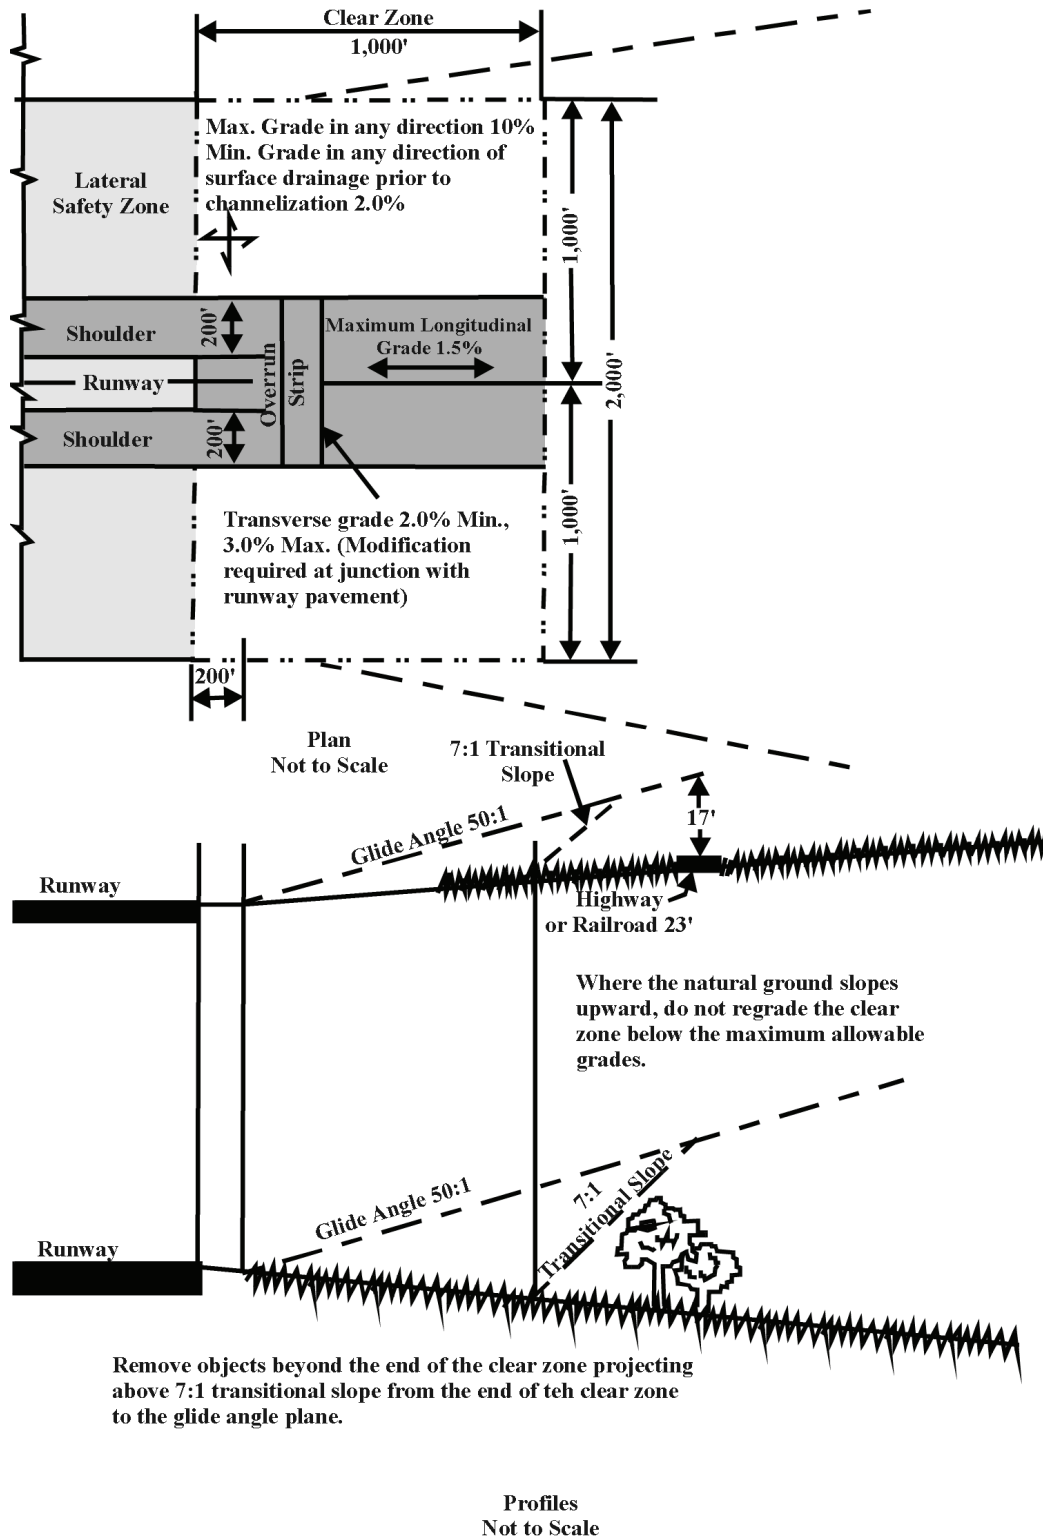 Clear Zone
1,000'
Max. Grade in any direction 10%
Min. Grade in any direction of
surface drainage prior to
channelization 2.0%
Lateral
Safety Zone
1,000'
2,000'
Shoulder
200'
Maximum Longitudinal
Grade 1.5%
Overrun
Strip
Runway
Shoulder
200'
1,000'
Transverse grade 2.0% Min.,
3.0% Max. (Modification
required at junction with
runway pavement)
200'
Plan
Not to Scale
7:1 Transitional
Slope
Glide Angle 50:1
17'
Runway
Highway
or Railroad 23'
Where the natural ground slopes
upward, do not regrade the clear
zone below the maximum allowable
grades.
Glide Angle 50:1
7:1
Transitional Slope
Runway
Remove objects beyond the end of the clear zone projecting
above 7:1 transitional slope from the end of teh clear zone
to the glide angle plane.
Profiles
Not to Scale